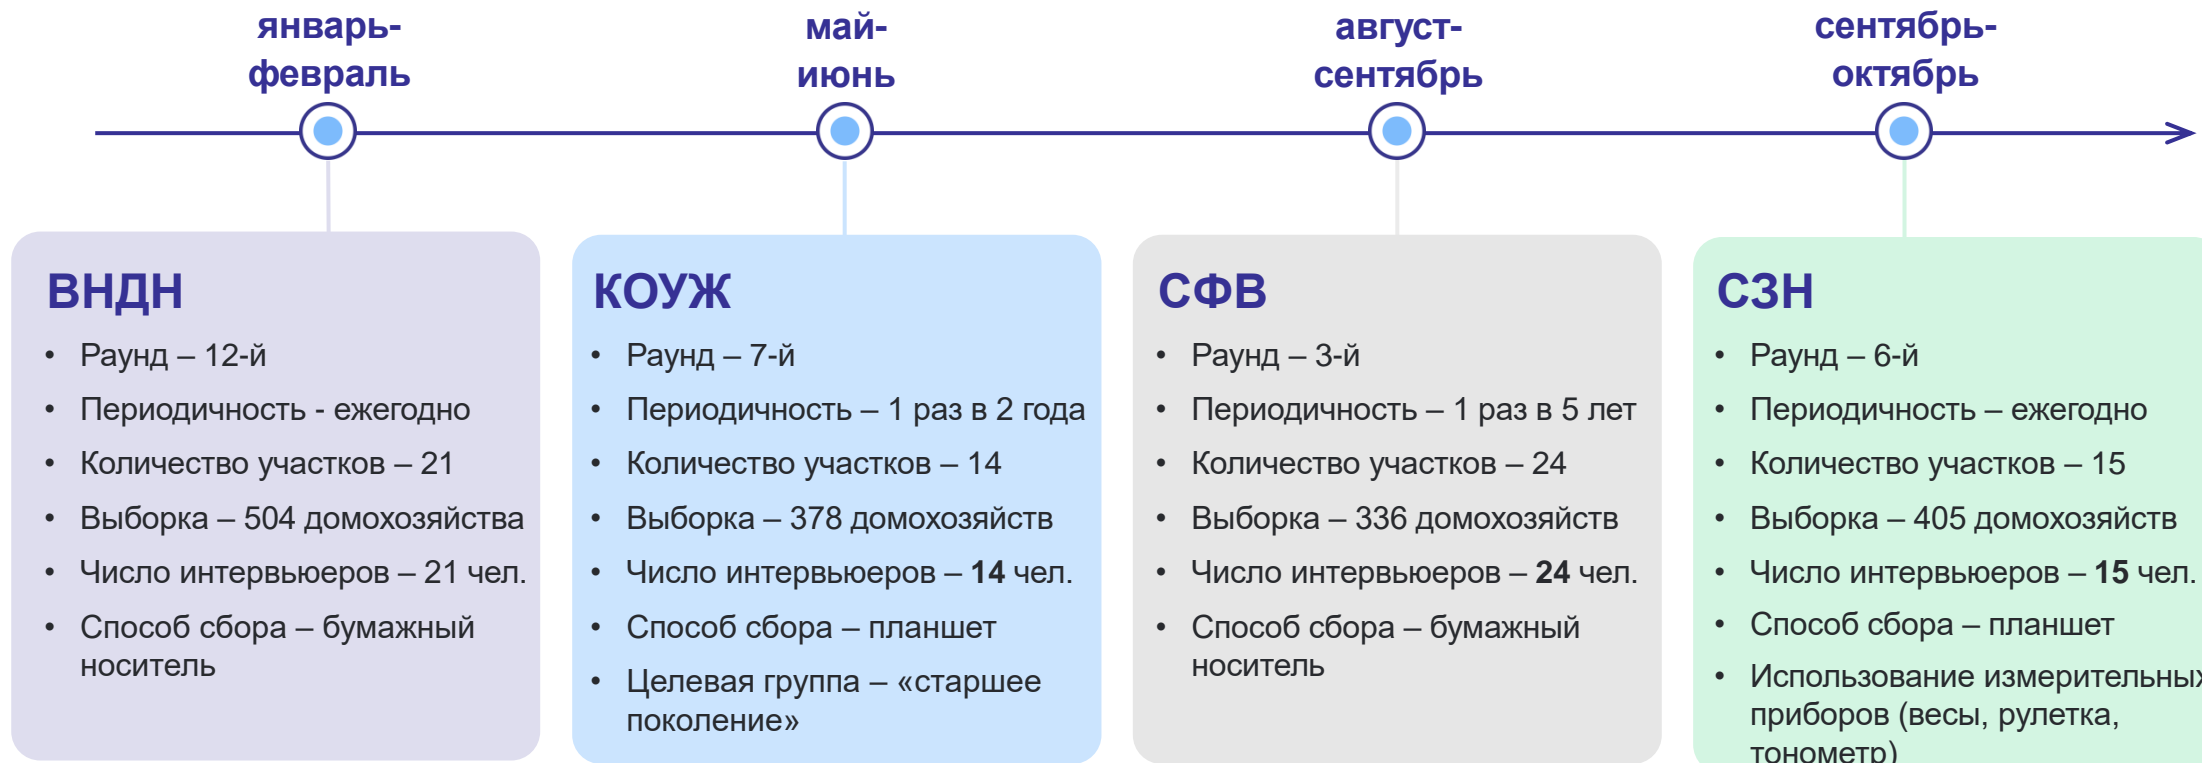 январь-
февраль
май-
июнь
август-
сентябрь
сентябрь-
октябрь
ВНДН
• Раунд – 12-й
• Периодичность - ежегодно
• Количество участков – 21
• Выборка – 504 домохозяйства
• Число интервьюеров – 21 чел.
• Способ сбора – бумажный
носитель
КОУЖ
• Раунд – 7-й
• Периодичность – 1 раз в 2 года
• Количество участков – 14
• Выборка – 378 домохозяйств
• Число интервьюеров – 14 чел.
• Способ сбора – планшет
• Целевая группа – «старшее
поколение»
СФВ
• Раунд – 3-й
• Периодичность – 1 раз в 5 лет
• Количество участков – 24
• Выборка – 336 домохозяйств
• Число интервьюеров – 24 чел.
• Способ сбора – бумажный
носитель
СЗН
• Раунд – 6-й
• Периодичность – ежегодно
• Количество участков – 15
• Выборка – 405 домохозяйств
• Число интервьюеров – 15 чел.
• Способ сбора – планшет
• Использование измерительных
приборов (весы, рулетка,
тонометр)